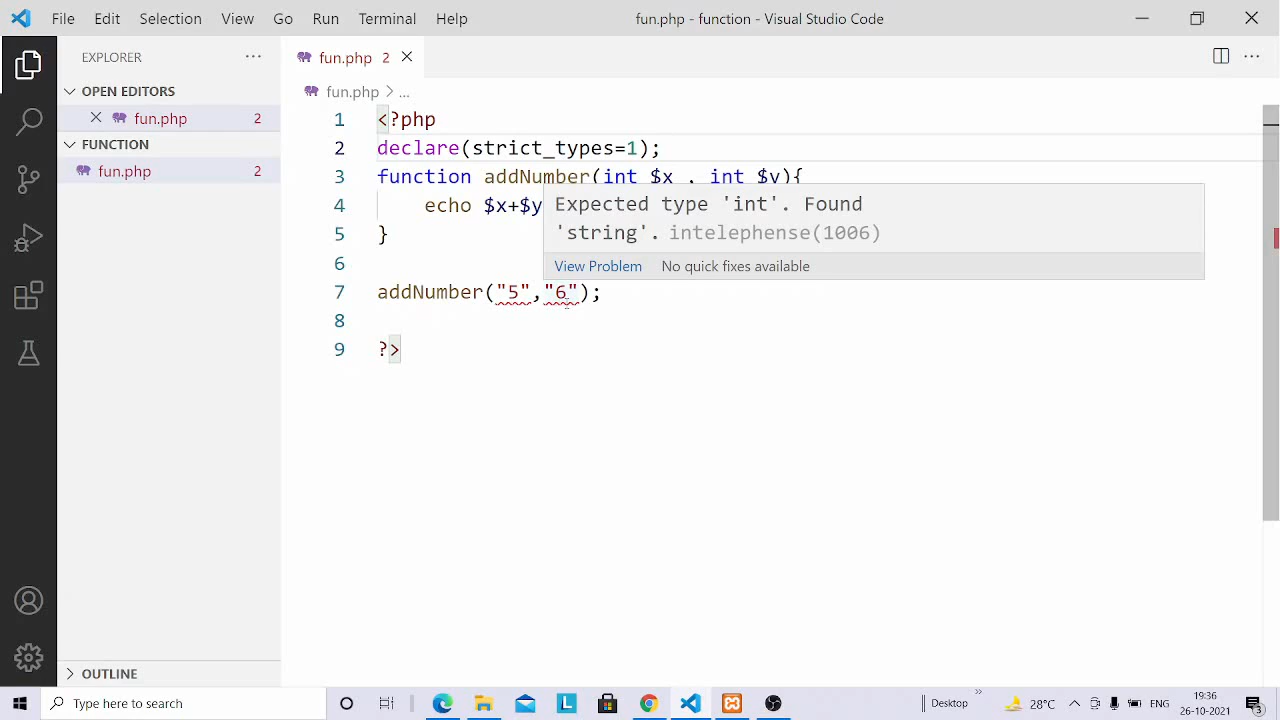 File Edit Selection View Go Run Terminal Help fun.php - function - Visual Studio Code
EXPLORER ...
fun.php 2
OPEN EDITORS
fun.php 2
FUNCTION
fun.php 2
fun.php > ...
1 <?php
2 declare(strict_types=1);
3 function addNumber(int $x , int $y){
4 echo $x+$y
5 }
6
7 addNumber("5","6");
8
9 ?>
Expected type 'int'. Found
'string'. intelephense(1006)
View Problem No quick fixes available
OUTLINE
Type here to search
L
Desktop
28°C
ENG
19:36
26-10-2021
3